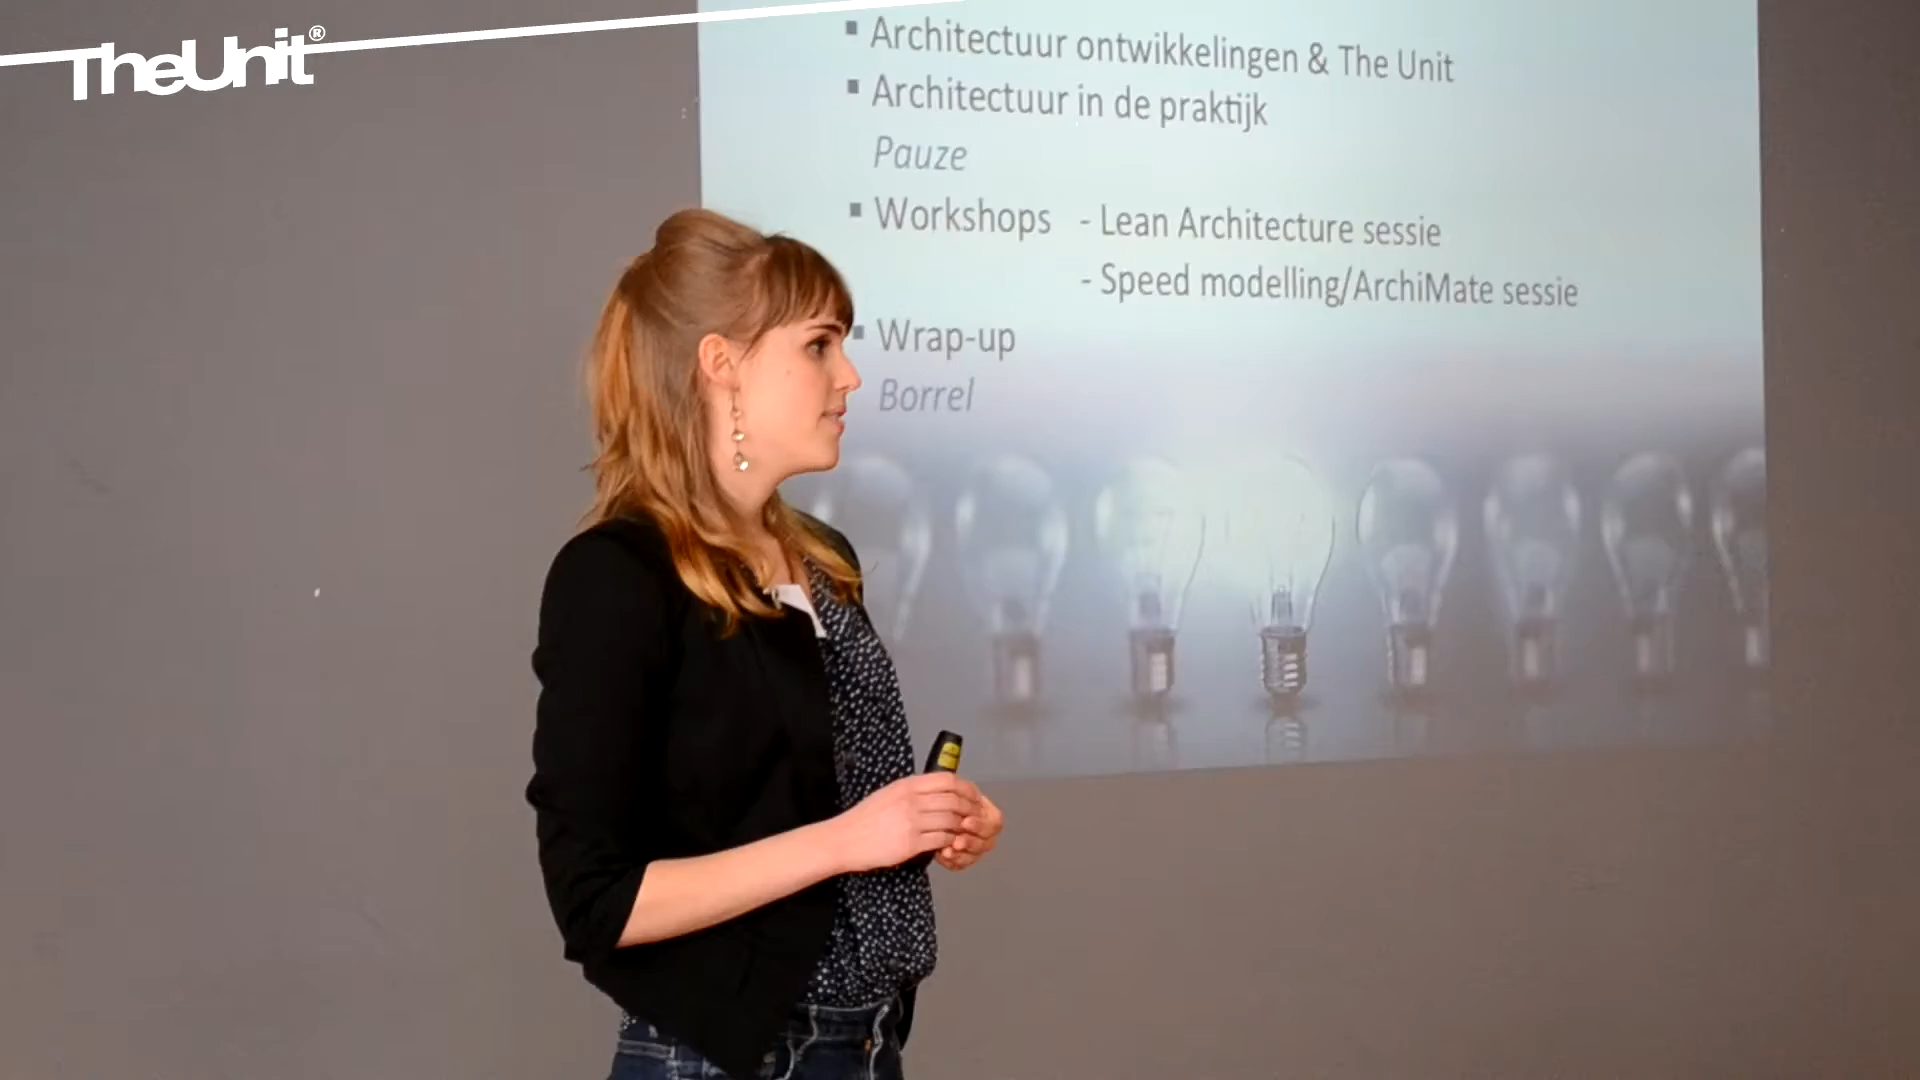 TheUnit®
Architectuur ontwikkelingen & The Unit
Architectuur in de praktijk
Pauze
Workshops - Lean Architecture sessie
- Speed modelling/ArchiMate sessie
Wrap-up
Borrel